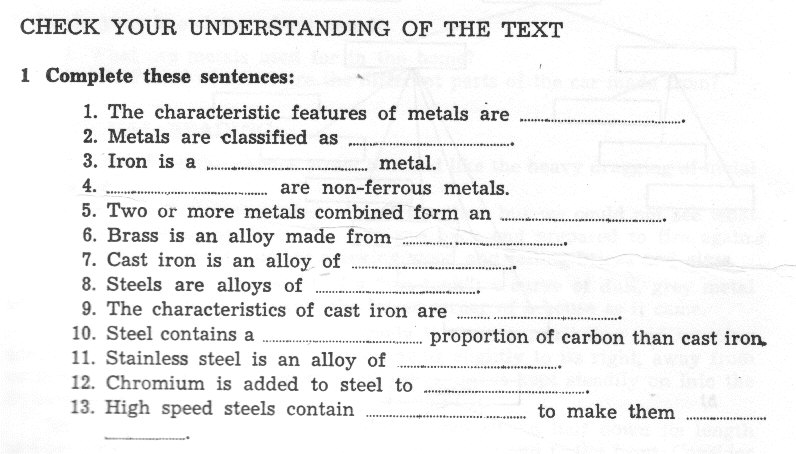 CHECK YOUR UNDERSTANDING OF THE TEXT
1 Complete these sentences:
1. The characteristic features of metals are ........................................
2. Metals are classified as ........................................
3. Iron is a ........................................ metal.
4. ........................................ are non-ferrous metals.
5. Two or more metals combined form an ........................................
6. Brass is an alloy made from ........................................
7. Cast iron is an alloy of ........................................
8. Steels are alloys of ........................................
9. The characteristics of cast iron are ........................................
10. Steel contains a ........................................ proportion of carbon than cast iron.
11. Stainless steel is an alloy of ........................................
12. Chromium is added to steel to ........................................
13. High speed steels contain ........................................ to make them ....................
....................